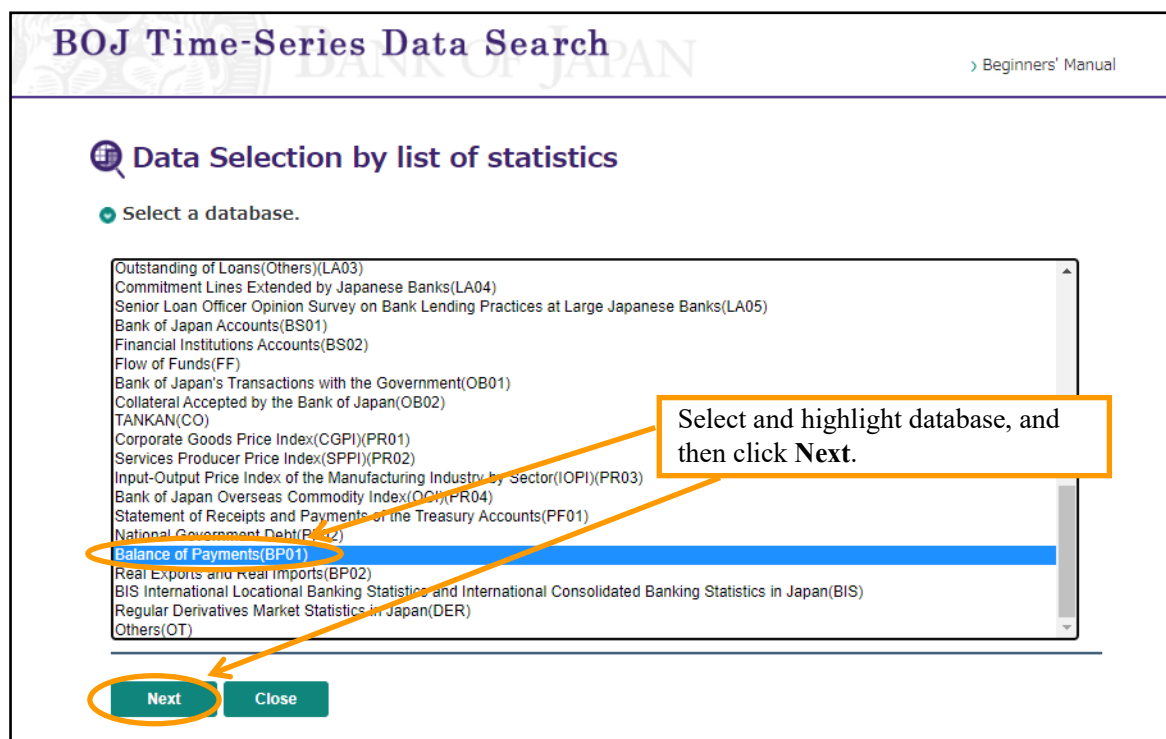 BOJ Time-Series Data Search
BANK OF JAPAN
Beginners' Manual
Data Selection by list of statistics
Select a database.
Outstanding of Loans(Others)(LA03)
Commitment Lines Extended by Japanese Banks(LA04)
Senior Loan Officer Opinion Survey on Bank Lending Practices at Large Japanese Banks(LA05)
Bank of Japan Accounts(BS01)
Financial Institutions Accounts(BS02)
Flow of Funds(FF)
Bank of Japan's Transactions with the Government(OB01)
Collateral Accepted by the Bank of Japan(OB02)
TANKAN(CO)
Corporate Goods Price Index(CGPI)(PR01)
Services Producer Price Index(SPPI)(PR02)
Input-Output Price Index of the Manufacturing Industry by Sector(IOPI)(PR03)
Bank of Japan Overseas Commodity Index(OCI)(PR04)
Statement of Receipts and Payments of the Treasury Accounts(PF01)
National Government Debt(PF02)
Balance of Payments(BP01)
Real Exports and Real Imports(BP02)
BIS International Locational Banking Statistics and International Consolidated Banking Statistics in Japan(BIS)
Regular Derivatives Market Statistics in Japan(DER)
Others(OT)
Select and highlight database, and
then click Next.
Next
Close